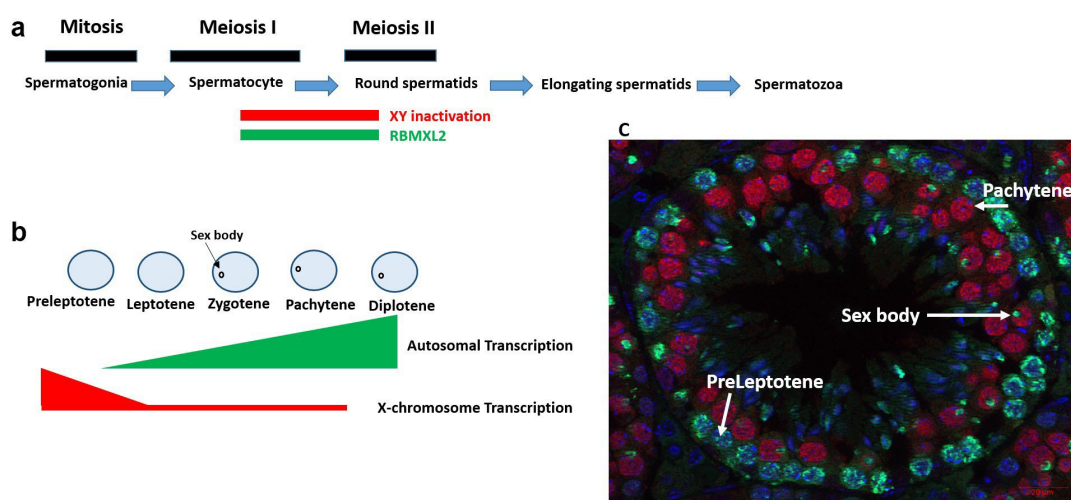 a
Mitosis Meiosis I Meiosis II
Spermatogonia Spermatocyte Round spermatids Elongating spermatids Spermatozoa
XY inactivation
RBMXL2
b
Sex body
Preleptotene Leptotene Zygotene Pachytene Diplotene
Autosomal Transcription
X-chromosome Transcription
C
Pachytene
Sex body
PreLeptotene